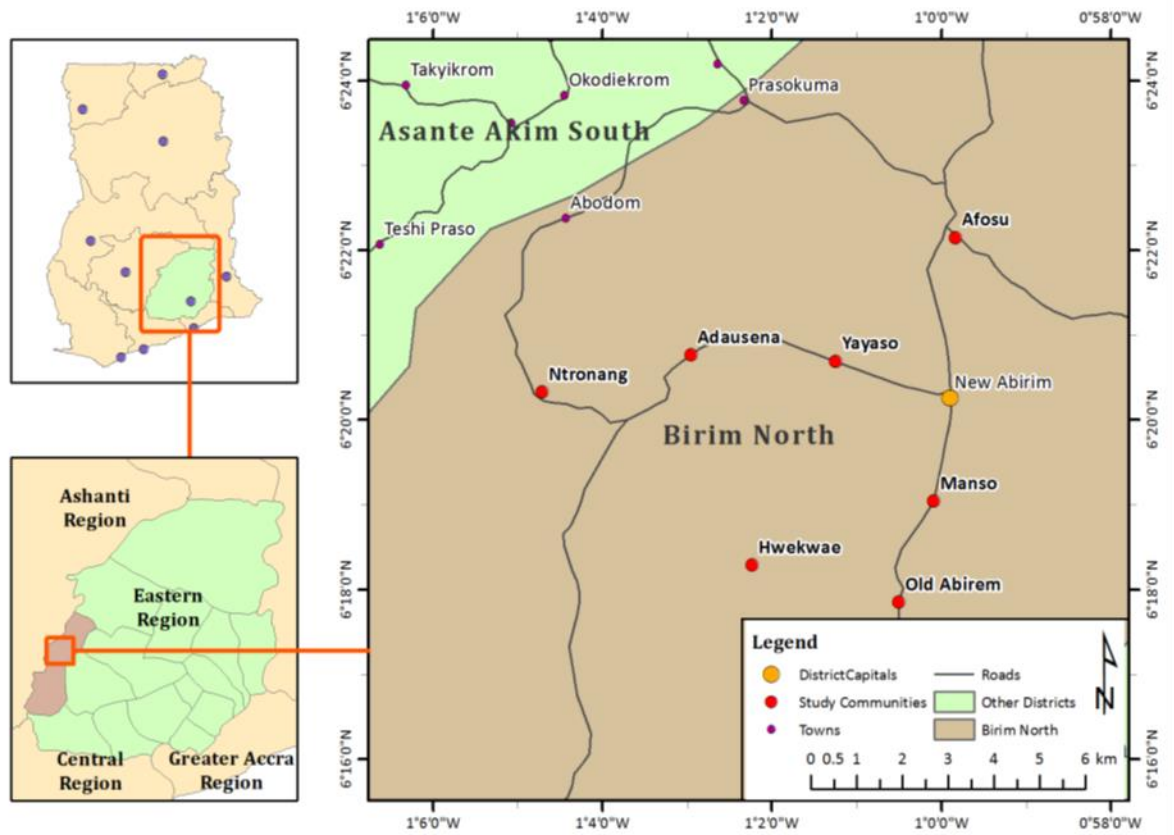 1°6'0"W 1°4'0"W 1°2'0"W 1°0'0"W 0°58'0"W
6°24'0"N
6°24'0"N
Takyikrom
Okodiekrom
Prasokuma
Asante Akim South
Abodom
Teshi Praso
Afosu
6°22'0"N
6°22'0"N
Adausena
Yayaso
Ntronang
New Abirim
6°20'0"N
6°20'0"N
Birim North
Manso
Hwekwae
Old Abirem
6°18'0"N
6°18'0"N
Ashanti
Region
Eastern
Region
Central
Region
Greater Accra
Region
Legend
DistrictCapitals
Study Communities
Towns
Roads
Other Districts
Birim North
N
0 0.5 1 2 3 4 5 6 km
6°16'0"N
6°16'0"N
1°6'0"W 1°4'0"W 1°2'0"W 1°0'0"W 0°58'0"W